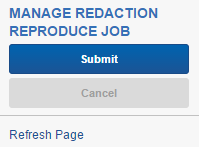 MANAGE REDACTION
REPRODUCE JOB
Submit
Cancel
Refresh Page